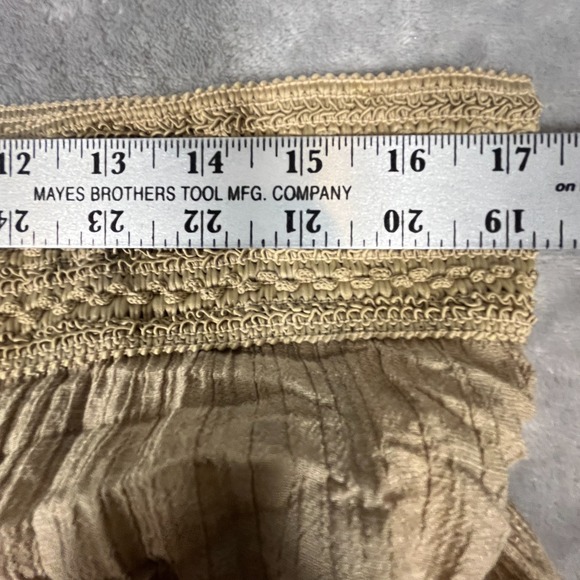 12 13 14 15 16 17
MAYES BROTHERS TOOL MFG. COMPANY on
24 23 22 21 20 19